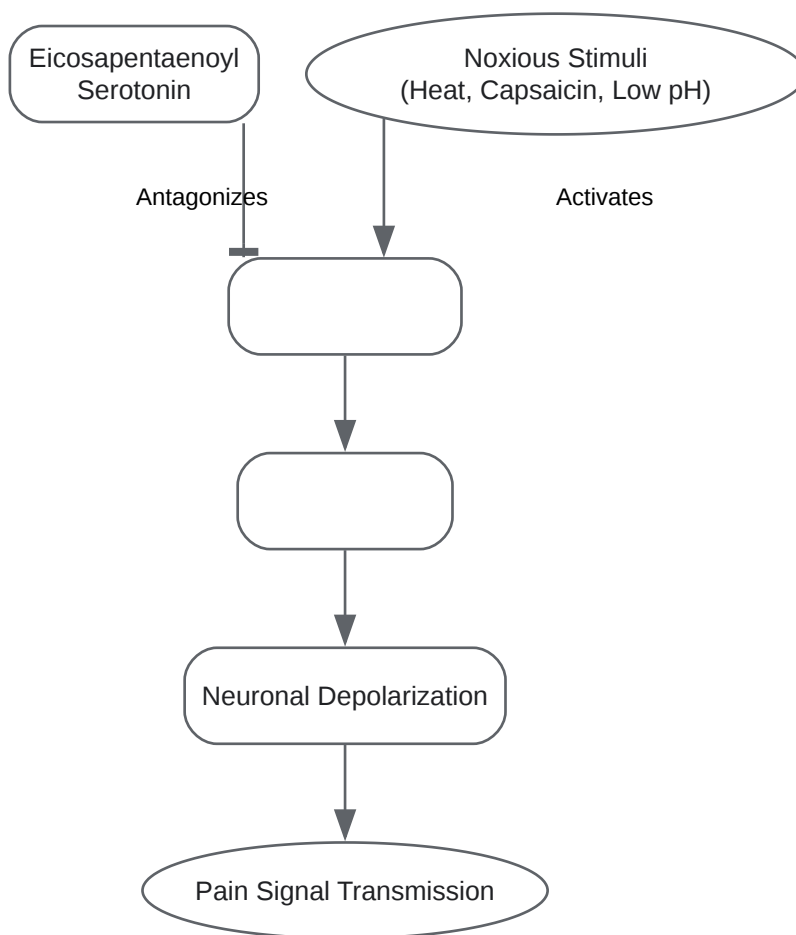 Eicosapentaenoyl
Serotonin
Noxious Stimuli
(Heat, Capsaicin, Low pH)
Antagonizes
Activates
Neuronal Depolarization
Pain Signal Transmission